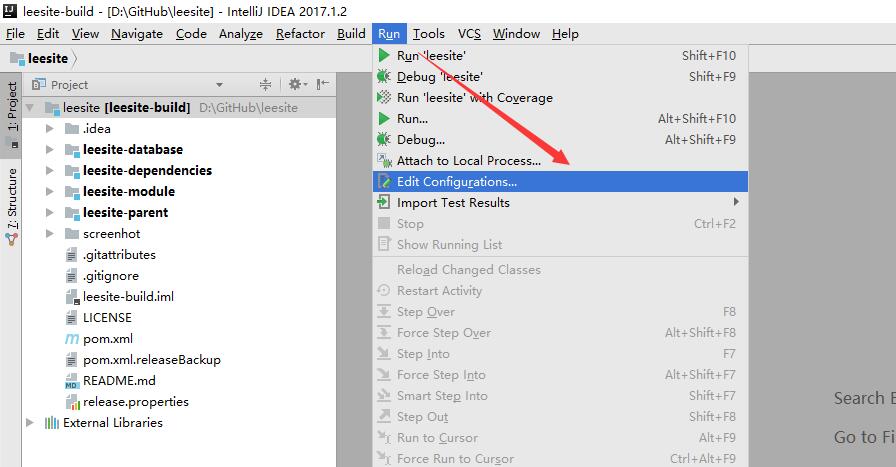 leesite-build - [D:\GitHub\leesite] - IntelliJ IDEA 2017.1.2
File Edit View Navigate Code Analyze Refactor Build Run Tools VCS Window Help
leesite
Project
1: Project
7: Structure
leesite [leesite-build] D:\GitHub\leesite
.idea
leesite-database
leesite-dependencies
leesite-module
leesite-parent
screenhot
.gitattributes
.gitignore
leesite-build.iml
LICENSE
pom.xml
pom.xml.releaseBackup
README.md
release.properties
External Libraries
Run 'leesite' Shift+F10
Debug 'leesite' Shift+F9
Run 'leesite' with Coverage
Run... Alt+Shift+F10
Debug... Alt+Shift+F9
Attach to Local Process...
Edit Configurations...
Import Test Results
Stop Ctrl+F2
Show Running List
Reload Changed Classes
Restart Activity
Step Over F8
Force Step Over Alt+Shift+F8
Step Into F7
Force Step Into Alt+Shift+F7
Smart Step Into Shift+F7
Step Out Shift+F8
Run to Cursor Alt+F9
Force Run to Cursor Ctrl+Alt+F9
Search E
Go to Fi